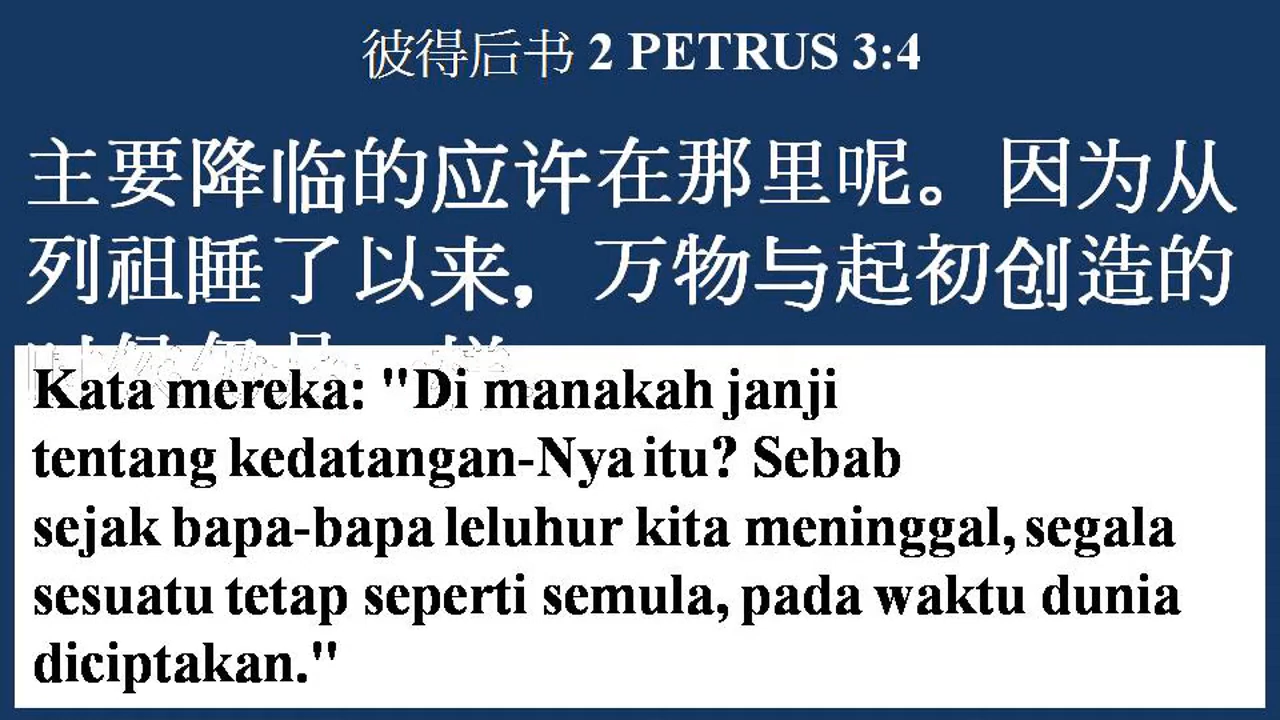 彼得后书 2 PETRUS 3:4
主要降临的应许在那里呢。因为从
列祖睡了以来，万物与起初创造的
Kata mereka: "Di manakah janji
tentang kedatangan-Nya itu? Sebab
sejak bapa-bapa leluhur kita meninggal, segala
sesuatu tetap seperti semula, pada waktu dunia
diciptakan."